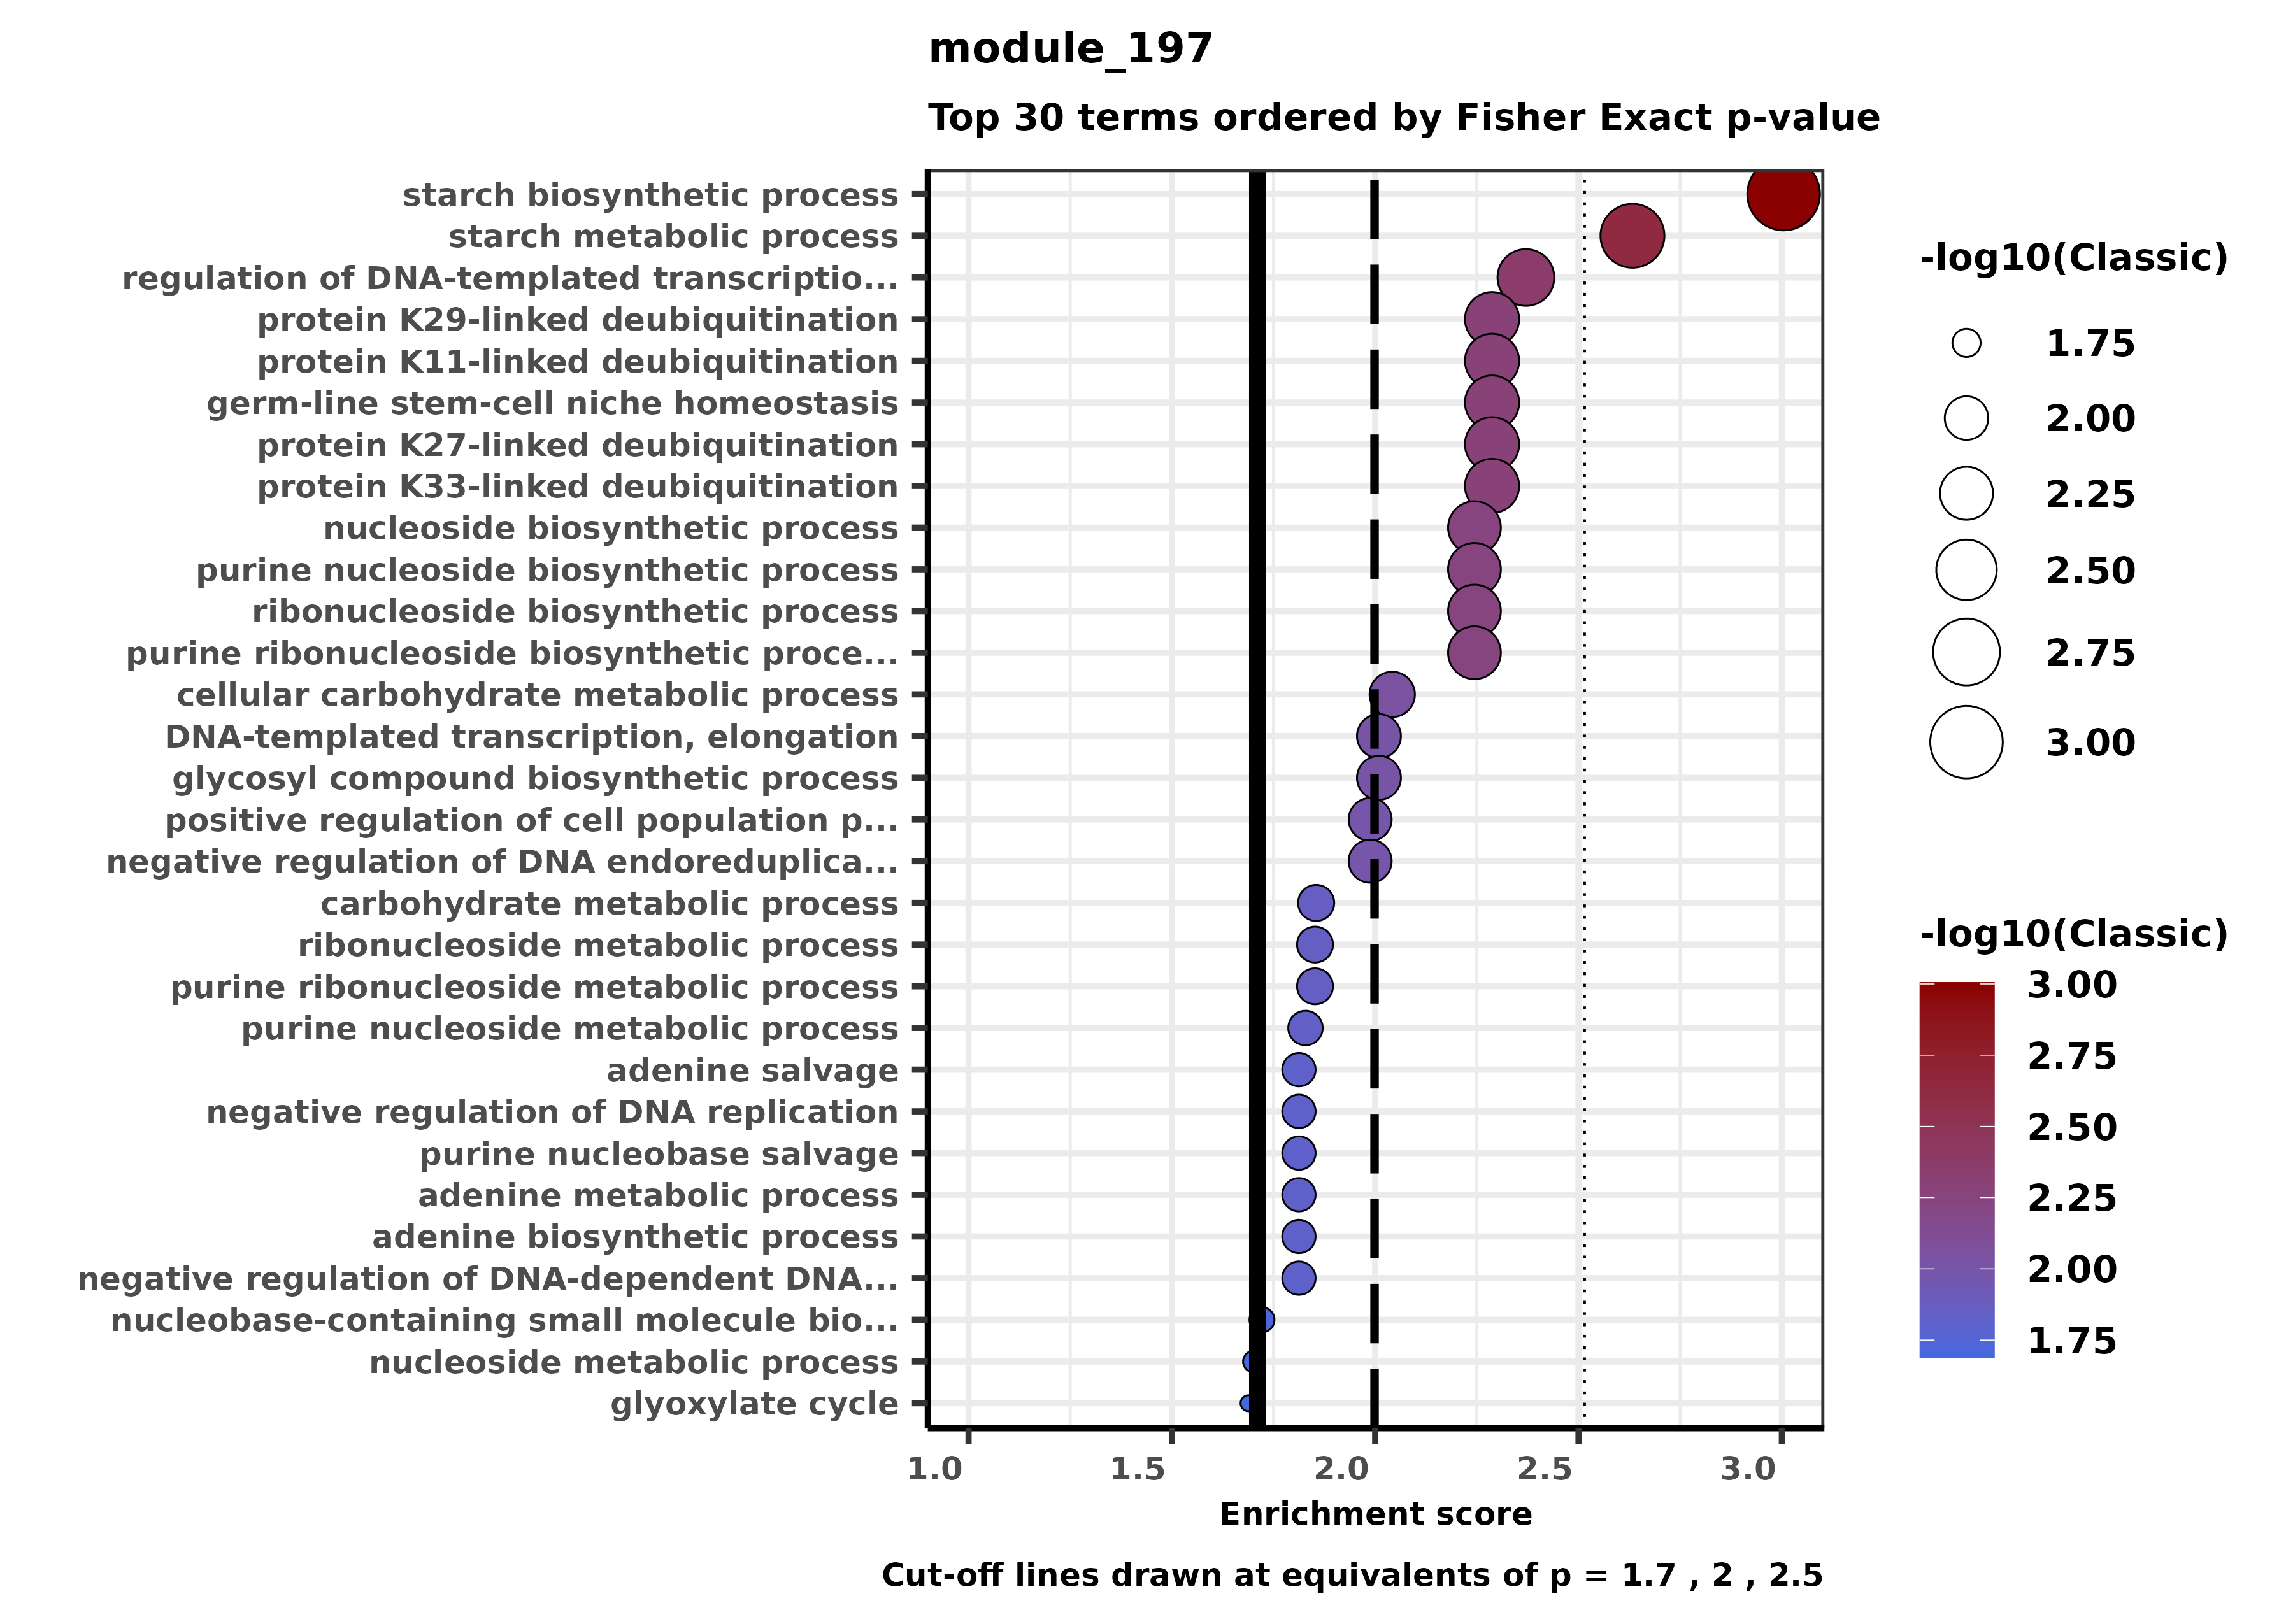 module_197
Top 30 terms ordered by Fisher Exact p-value
starch biosynthetic process
starch metabolic process
regulation of DNA-templated transcriptio...
protein K29-linked deubiquitination
protein K11-linked deubiquitination
germ-line stem-cell niche homeostasis
protein K27-linked deubiquitination
protein K33-linked deubiquitination
nucleoside biosynthetic process
purine nucleoside biosynthetic process
ribonucleoside biosynthetic process
purine ribonucleoside biosynthetic proce...
cellular carbohydrate metabolic process
DNA-templated transcription, elongation
glycosyl compound biosynthetic process
positive regulation of cell population p...
negative regulation of DNA endoreduplica...
carbohydrate metabolic process
ribonucleoside metabolic process
purine ribonucleoside metabolic process
purine nucleoside metabolic process
adenine salvage
negative regulation of DNA replication
purine nucleobase salvage
adenine metabolic process
adenine biosynthetic process
negative regulation of DNA-dependent DNA...
nucleobase-containing small molecule bio...
nucleoside metabolic process
glyoxylate cycle
1.0 1.5 2.0 2.5 3.0
Enrichment score
Cut-off lines drawn at equivalents of p = 1.7 , 2 , 2.5
-log10(Classic)
1.75
2.00
2.25
2.50
2.75
3.00
-log10(Classic)
3.00
2.75
2.50
2.25
2.00
1.75